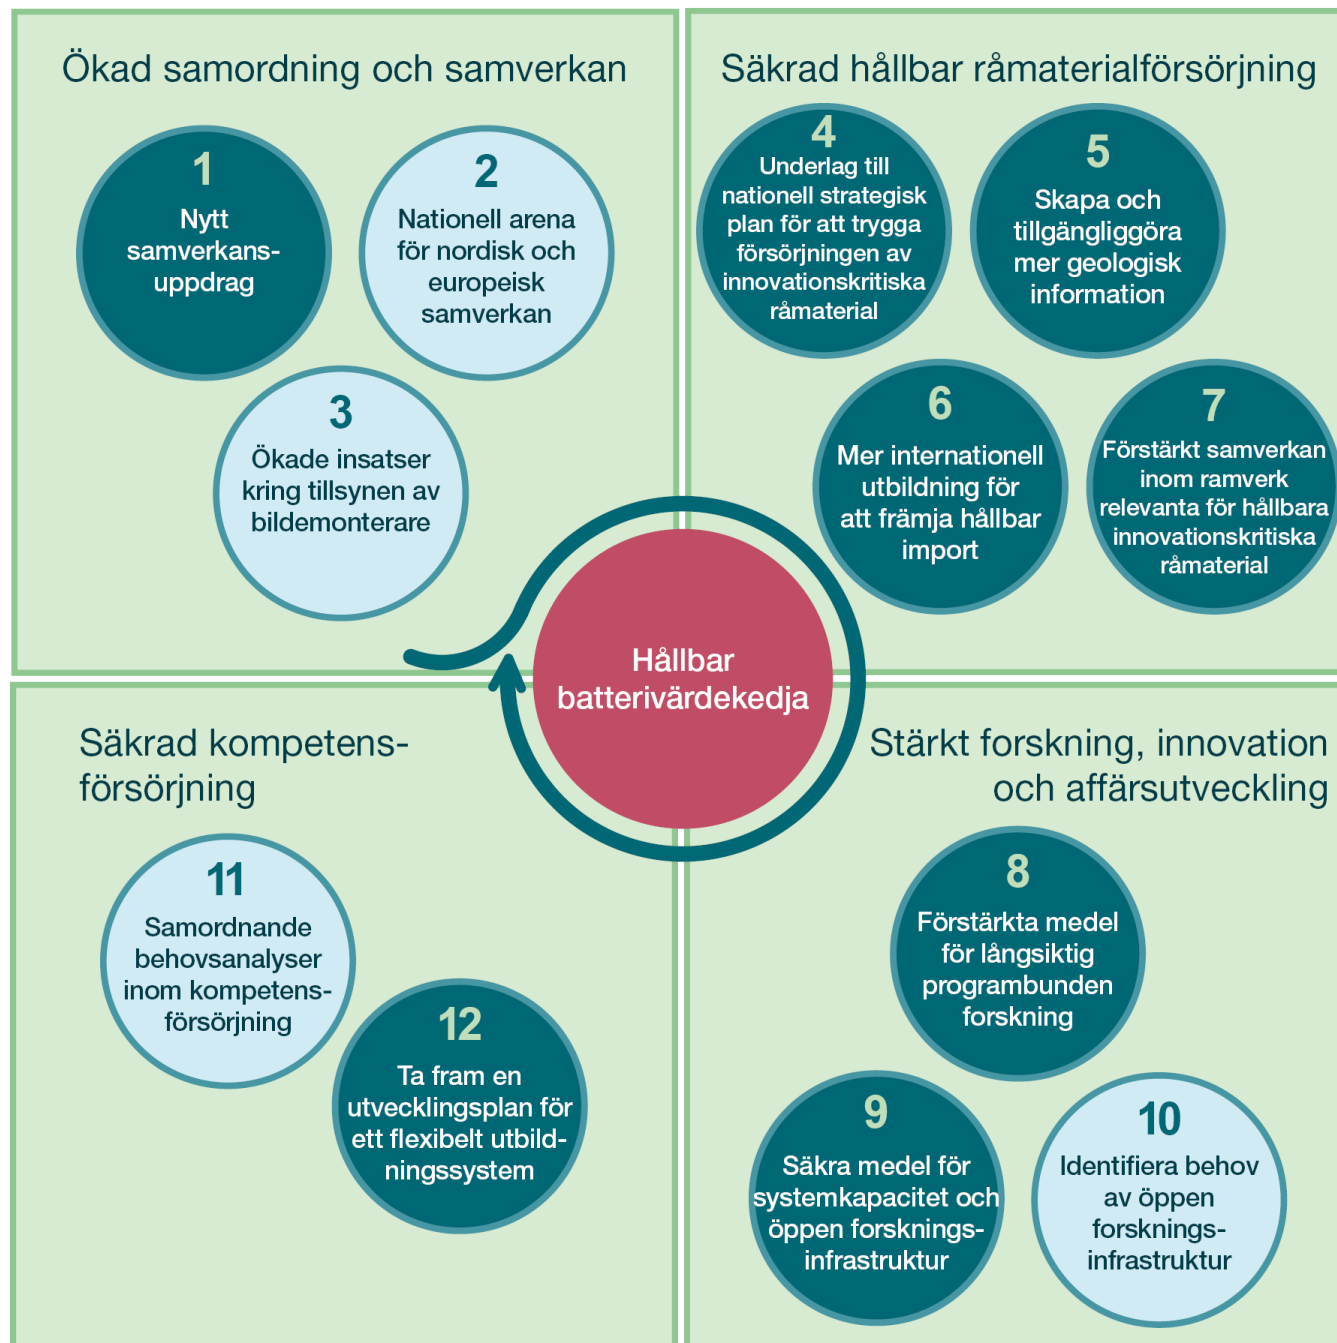 Ökad samordning och samverkan
1
Nytt
samverkans-
uppdrag
2
Nationell arena
för nordisk och
europeisk
samverkan
3
Ökade insatser
kring tillsynen av
bildemonterare
Säkrad hållbar råmaterialförsörjning
4
Underlag till
nationell strategisk
plan för att trygga
försörjningen av
innovationskritiska
råmaterial
5
Skapa och
tillgängliggöra
mer geologisk
information
6
Mer internationell
utbildning för
att främja hållbar
import
7
Förstärkt samverkan
inom ramverk
relevanta för hållbara
innovationskritiska
råmaterial
Hållbar
batterivärdekedja
Säkrad kompetens-
försörjning
11
Samordnande
behovsanalyser
inom kompetens-
försörjning
12
Ta fram en
utvecklingsplan för
ett flexibelt utbild-
ningssystem
Stärkt forskning, innovation
och affärsutveckling
8
Förstärkta medel
för långsiktig
programbunden
forskning
9
Säkra medel för
systemkapacitet och
öppen forsknings-
infrastruktur
10
Identifiera behov
av öppen
forsknings-
infrastruktur